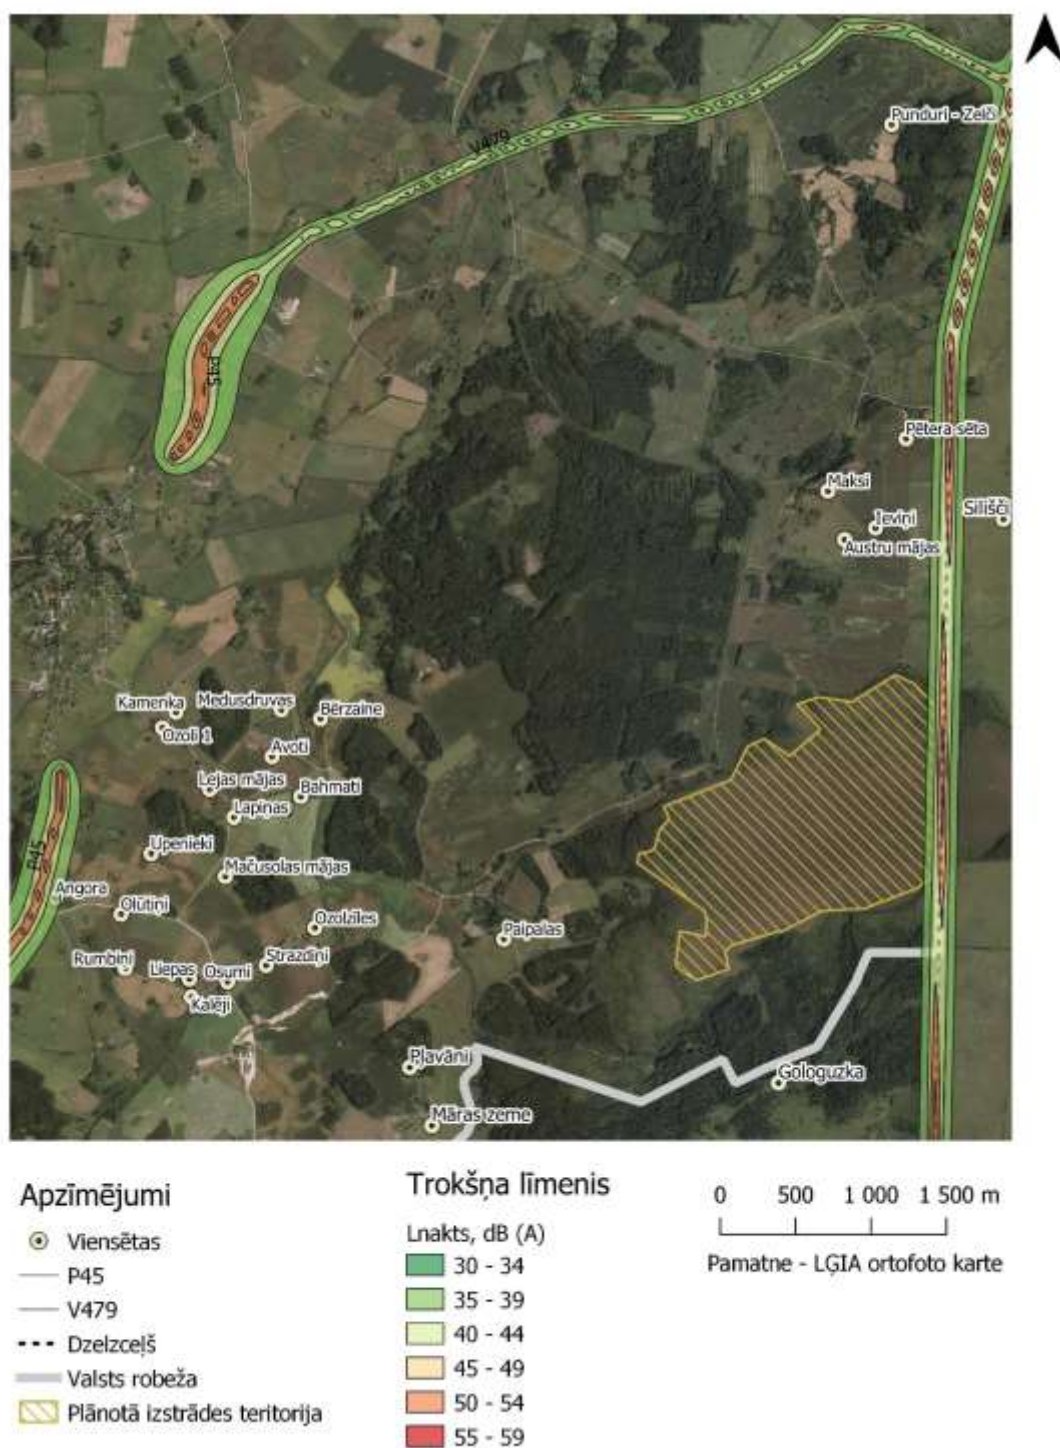 V479
Punduri - Zelči
P45
Pētera sēta
Maksi
Silišči
Ieviņi
Austru mājas
Kamenka
Medusdruvas
Bērzaine
Ozoli 1
Avoti
Lejas mājas
Bahmati
Lapiņas
Upenieki
Mačusolas mājas
P45
Angora
Olūtiņi
Ozolzīles
Paipalas
Rumbiņi
Liepas
Osumi
Strazdiņi
Kalēji
Pļavāni
Gologuzka
Māras zeme
Apzīmējumi
Viensētas
P45
V479
Dzelzceļš
Valsts robeža
Plānotā izstrādes teritorija
Trokšņa līmenis
Lnakts, dB (A)
30 - 34
35 - 39
40 - 44
45 - 49
50 - 54
55 - 59
0 500 1 000 1 500 m
Pamatne - LĢIA ortofoto karte